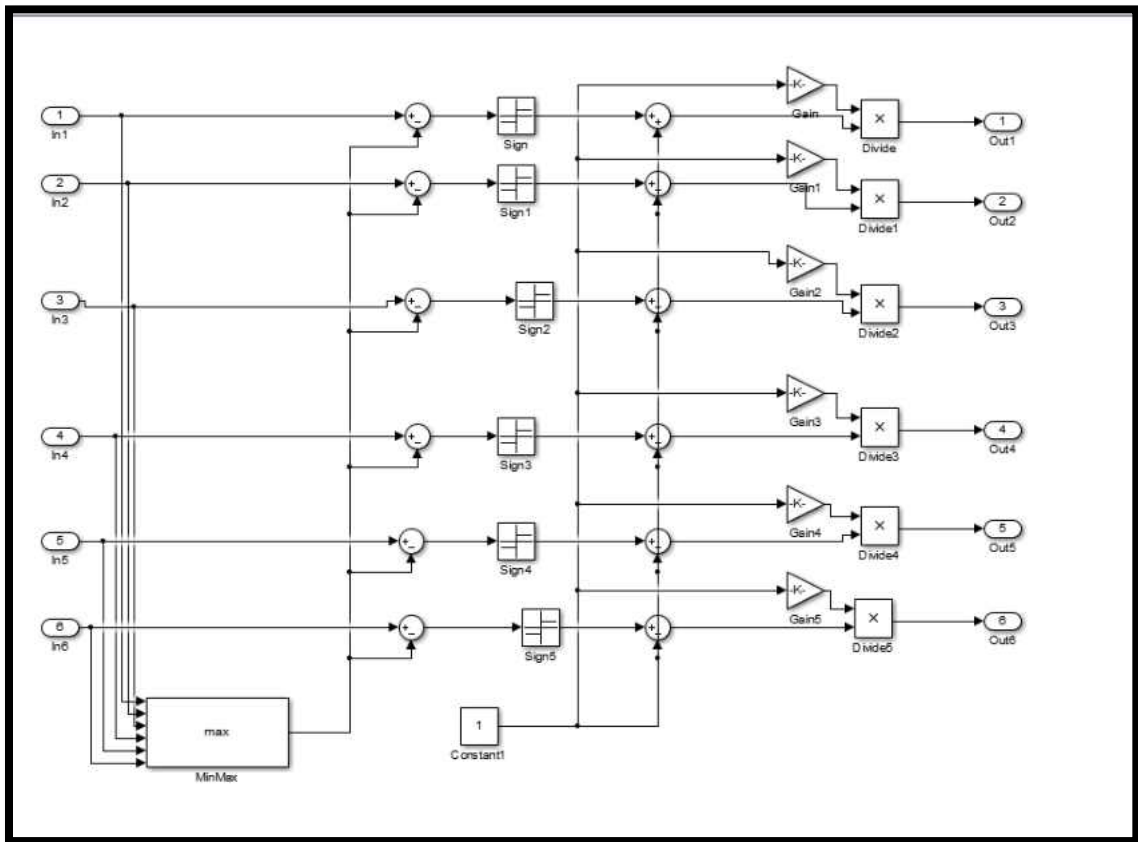 -K-
Gain
1
In1
+
-
Sign
+
+
×
Divide
1
Out1
-K-
Gain1
2
In2
+
-
Sign1
+
-
×
Divide1
2
Out2
-K-
Gain2
3
In3
+
-
Sign2
+
-
×
Divide2
3
Out3
-K-
Gain3
4
In4
+
-
Sign3
+
-
×
Divide3
4
Out4
-K-
Gain4
5
In5
+
-
Sign4
+
-
×
Divide4
5
Out5
-K-
Gain5
6
In6
+
-
Sign5
+
-
×
Divide5
6
Out6
max
MinMax
1
Constant1